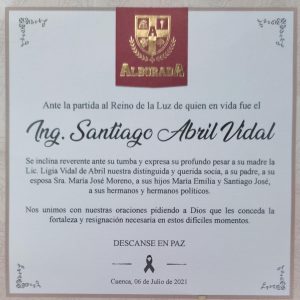 ALBORADA
Ante la partida al Reino de la Luz de quien en vida fue el
Ing. Santiago Abril Vidal
Se inclina reverente ante su tumba y expresa su profundo pesar a su madre la
Lic. Ligia Vidal de Abril nuestra distinguida y querida socia, a su padre, a su
esposa Sra. María José Moreno, a sus hijos María Emilia y Santiago José,
a sus hermanos y hermanos políticos.
Nos unimos con nuestras oraciones pidiendo a Dios que les conceda la
fortaleza y resignación necesaria en estos difíciles momentos.
DESCANSE EN PAZ
Cuenca, 06 de Julio de 2021